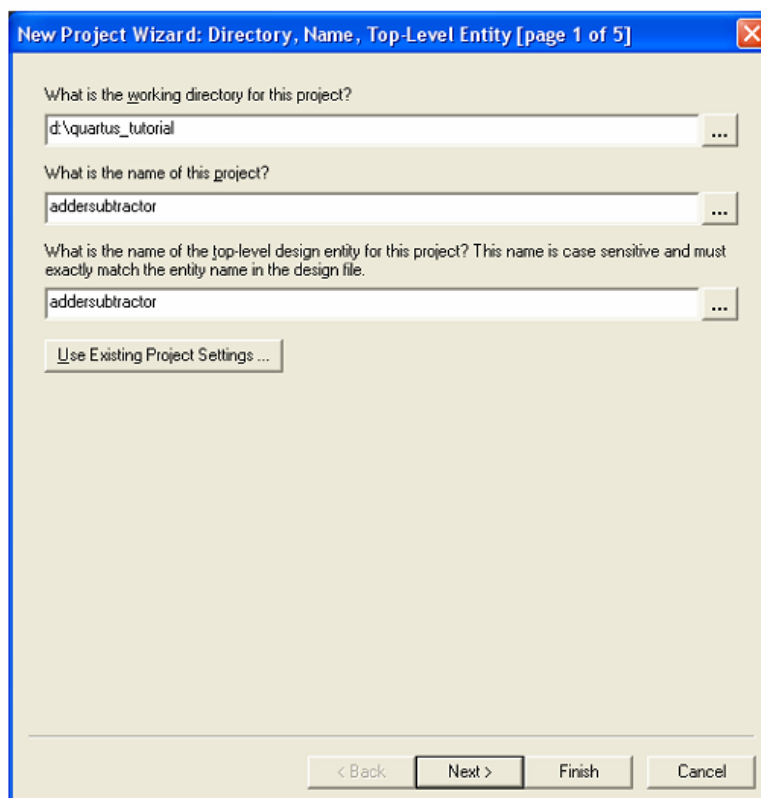 New Project Wizard: Directory, Name, Top-Level Entity [page 1 of 5]
What is the working directory for this project?
d:\quartus_tutorial
...
What is the name of this project?
addersubtractor
...
What is the name of the top-level design entity for this project? This name is case sensitive and must
exactly match the entity name in the design file.
addersubtractor
...
Use Existing Project Settings ...
< Back
Next >
Finish
Cancel